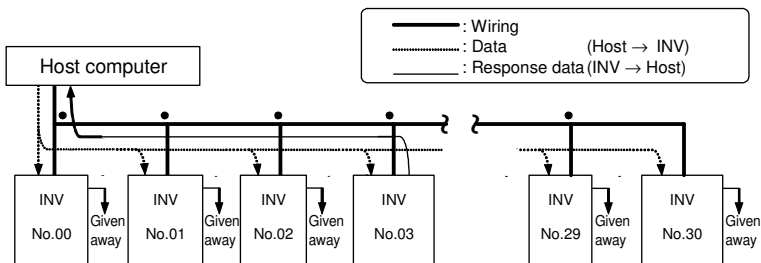 : Wiring
: Data (Host → INV)
: Response data (INV → Host)
Host computer
INV
No.00
Given
away
INV
No.01
Given
away
INV
No.02
Given
away
INV
No.03
Given
away
INV
No.29
Given
away
INV
No.30
Given
away